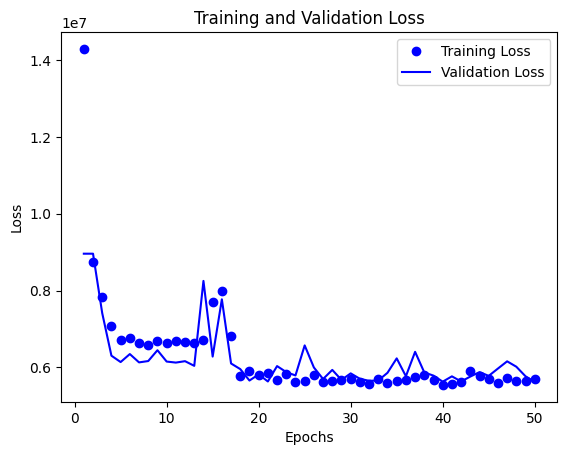 Training and Validation Loss
1e7
Training Loss
Validation Loss
1.4
1.2
1.0
0.8
0.6
Loss
0
10
20
30
40
50
Epochs